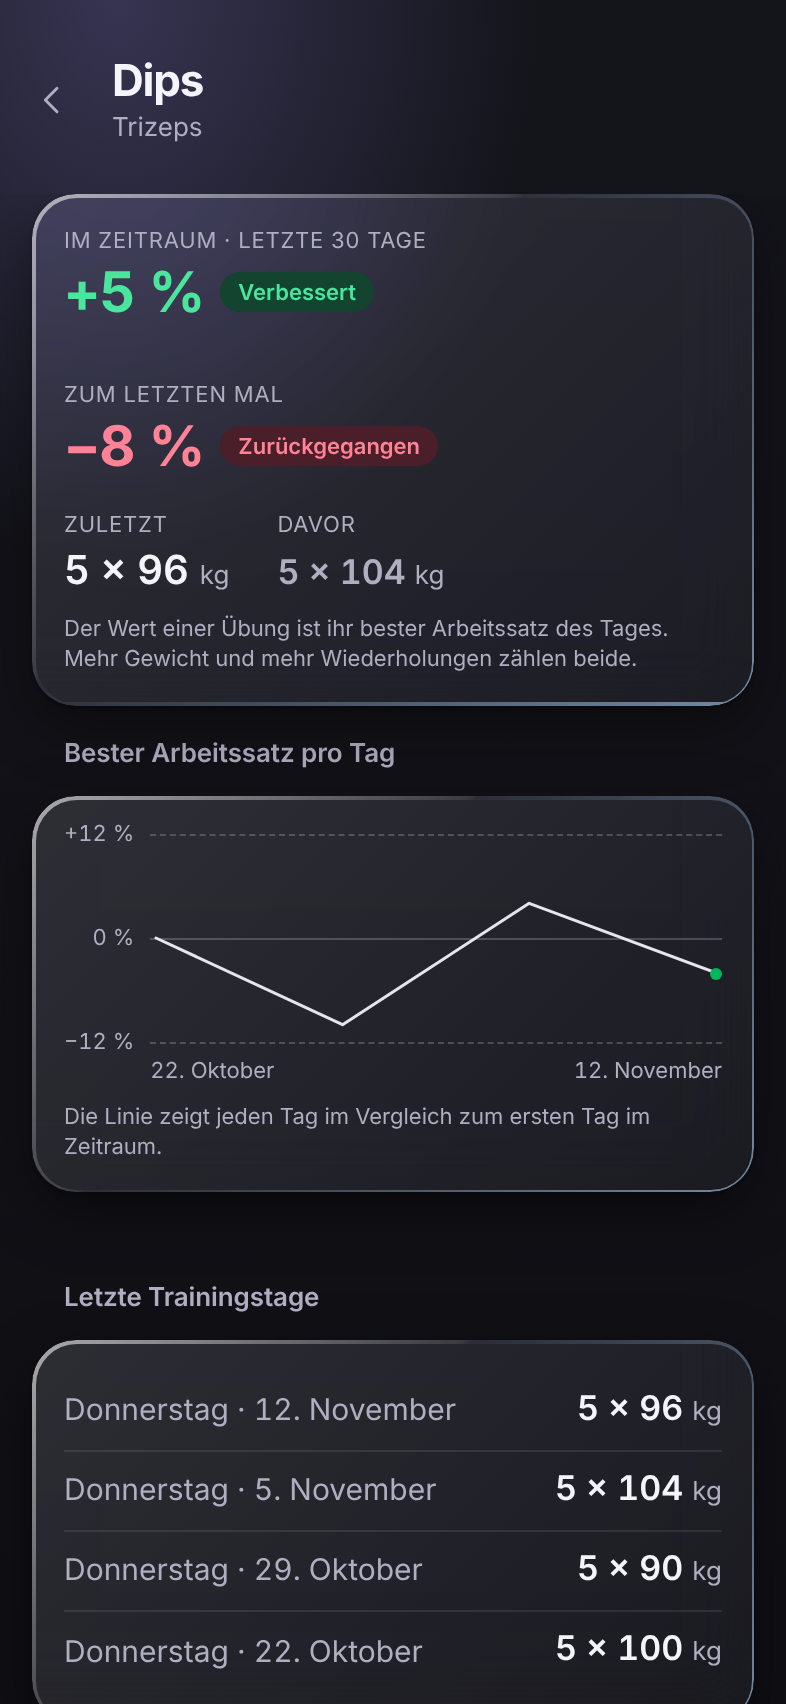 Dips
Trizeps
IM ZEITRAUM · LETZTE 30 TAGE
+5 % Verbessert
ZUM LETZTEN MAL
−8 % Zurückgegangen
ZULETZT DAVOR
5 × 96 kg 5 × 104 kg
Der Wert einer Übung ist ihr bester Arbeitssatz des Tages.
Mehr Gewicht und mehr Wiederholungen zählen beide.
Bester Arbeitssatz pro Tag
+12 %
0 %
−12 %
22. Oktober 12. November
Die Linie zeigt jeden Tag im Vergleich zum ersten Tag im
Zeitraum.
Letzte Trainingstage
Donnerstag · 12. November 5 × 96 kg
Donnerstag · 5. November 5 × 104 kg
Donnerstag · 29. Oktober 5 × 90 kg
Donnerstag · 22. Oktober 5 × 100 kg